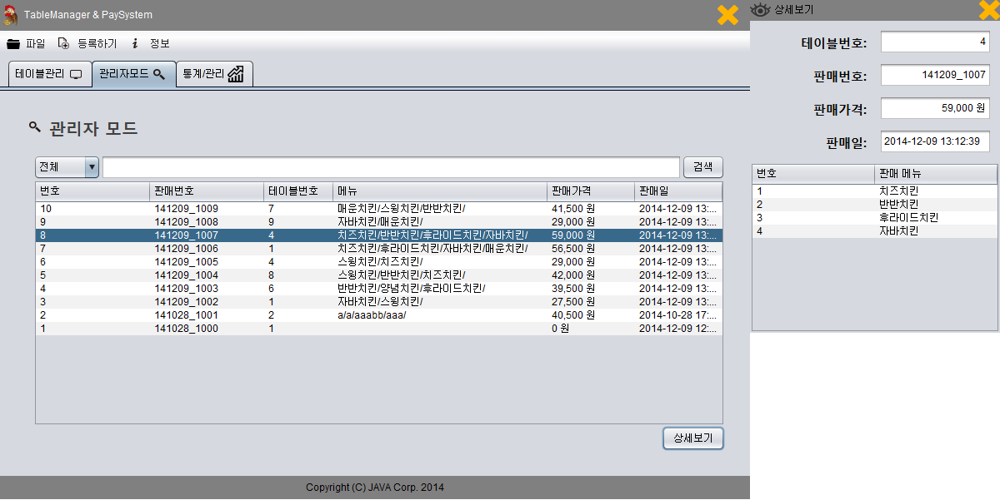 TableManager & PaySystem
파일 등록하기 정보
테이블관리 관리자모드 통계/관리
관리자 모드
전체 검색
번호 판매번호 테이블번호 메뉴 판매가격 판매일
10 141209_1009 7 매운치킨/스윙치킨/반반치킨/ 41,500 원 2014-12-09 13:...
9 141209_1008 9 자바치킨/매운치킨/ 29,000 원 2014-12-09 13:...
8 141209_1007 4 치즈치킨/반반치킨/후라이드치킨/자바치킨/ 59,000 원 2014-12-09 13:...
7 141209_1006 1 치즈치킨/후라이드치킨/자바치킨/매운치킨/ 56,500 원 2014-12-09 13:...
6 141209_1005 4 스윙치킨/치즈치킨/ 29,000 원 2014-12-09 13:...
5 141209_1004 8 스윙치킨/반반치킨/치즈치킨/ 42,000 원 2014-12-09 13:...
4 141209_1003 6 반반치킨/양념치킨/후라이드치킨/ 39,500 원 2014-12-09 13:...
3 141209_1002 1 자바치킨/스윙치킨/ 27,500 원 2014-12-09 13:...
2 141028_1001 2 a/a/aaabb/aaa/ 40,500 원 2014-10-28 17:...
1 141028_1000 1 0 원 2014-12-09 12:...
상세보기
Copyright (C) JAVA Corp. 2014
상세보기
테이블번호: 4
판매번호: 141209_1007
판매가격: 59,000 원
판매일: 2014-12-09 13:12:39
번호 판매 메뉴
1 치즈치킨
2 반반치킨
3 후라이드치킨
4 자바치킨